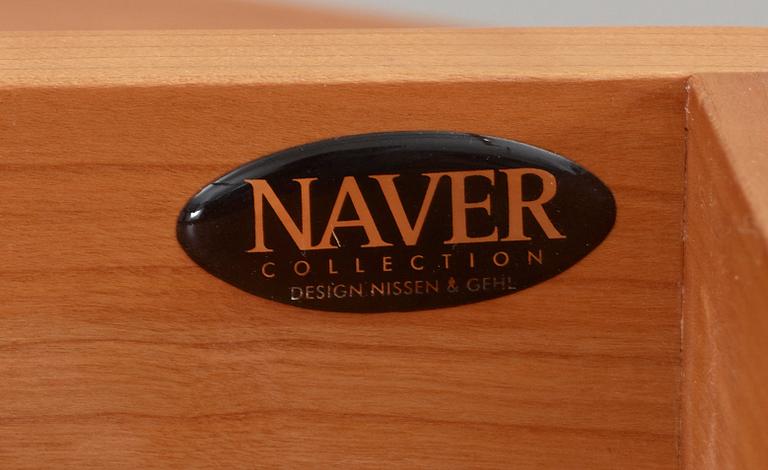 NAVER
COLLECTION
DESIGN NISSEN & GEHL